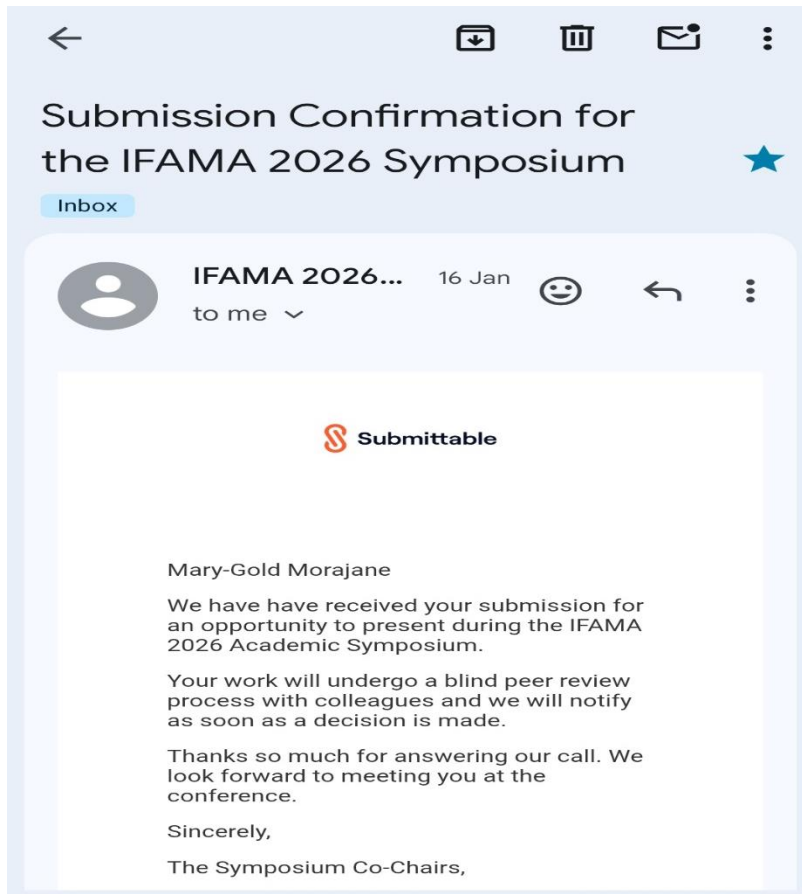 Submission Confirmation for
the IFAMA 2026 Symposium
Inbox
IFAMA 2026... 16 Jan
to me
Submittable
Mary-Gold Morajane
We have have received your submission for
an opportunity to present during the IFAMA
2026 Academic Symposium.
Your work will undergo a blind peer review
process with colleagues and we will notify
as soon as a decision is made.
Thanks so much for answering our call. We
look forward to meeting you at the
conference.
Sincerely,
The Symposium Co-Chairs,